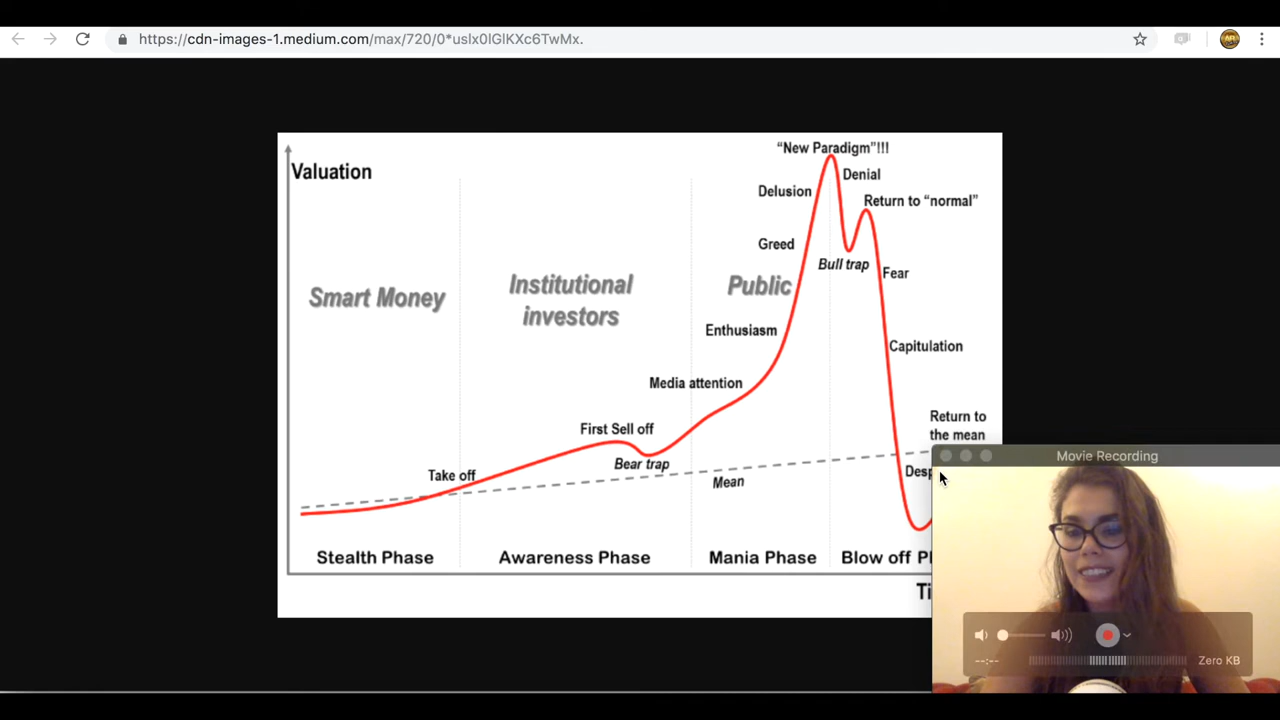 https://cdn-images-1.medium.com/max/720/0*uslx0lGlKXc6TwMx.
"New Paradigm"!!!
Valuation
Denial
Delusion
Return to "normal"
Greed
Bull trap
Fear
Smart Money
Institutional
investors
Public
Enthusiasm
Capitulation
Media attention
Return to
the mean
First Sell off
Bear trap
Take off
Mean
Desp
Stealth Phase
Awareness Phase
Mania Phase
Blow off P
Ti
Movie Recording
--:--
Zero KB